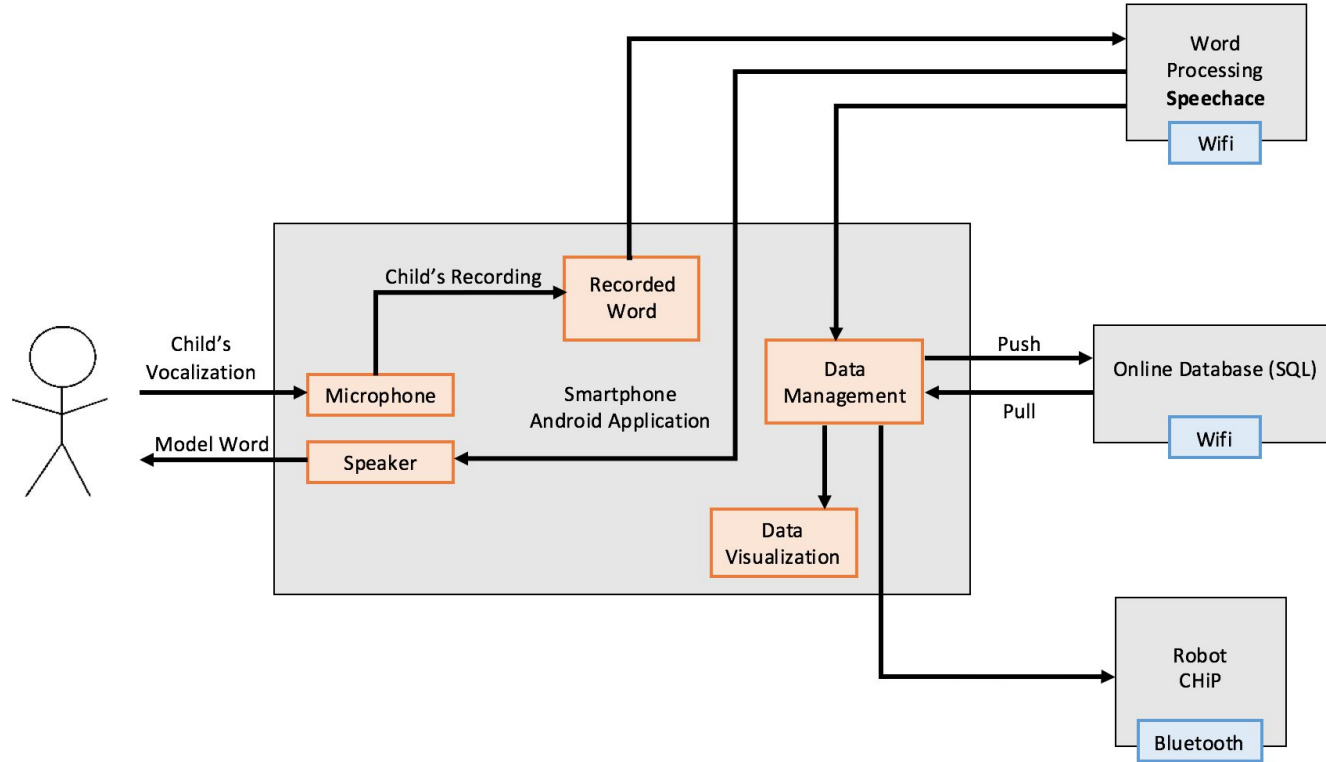 Word
Processing
Speechace
Wifi
Child's Recording
Recorded
Word
Child's
Vocalization
Microphone
Smartphone
Android Application
Data
Management
Push
Pull
Online Database (SQL)
Wifi
Model Word
Speaker
Data
Visualization
Robot
CHiP
Bluetooth